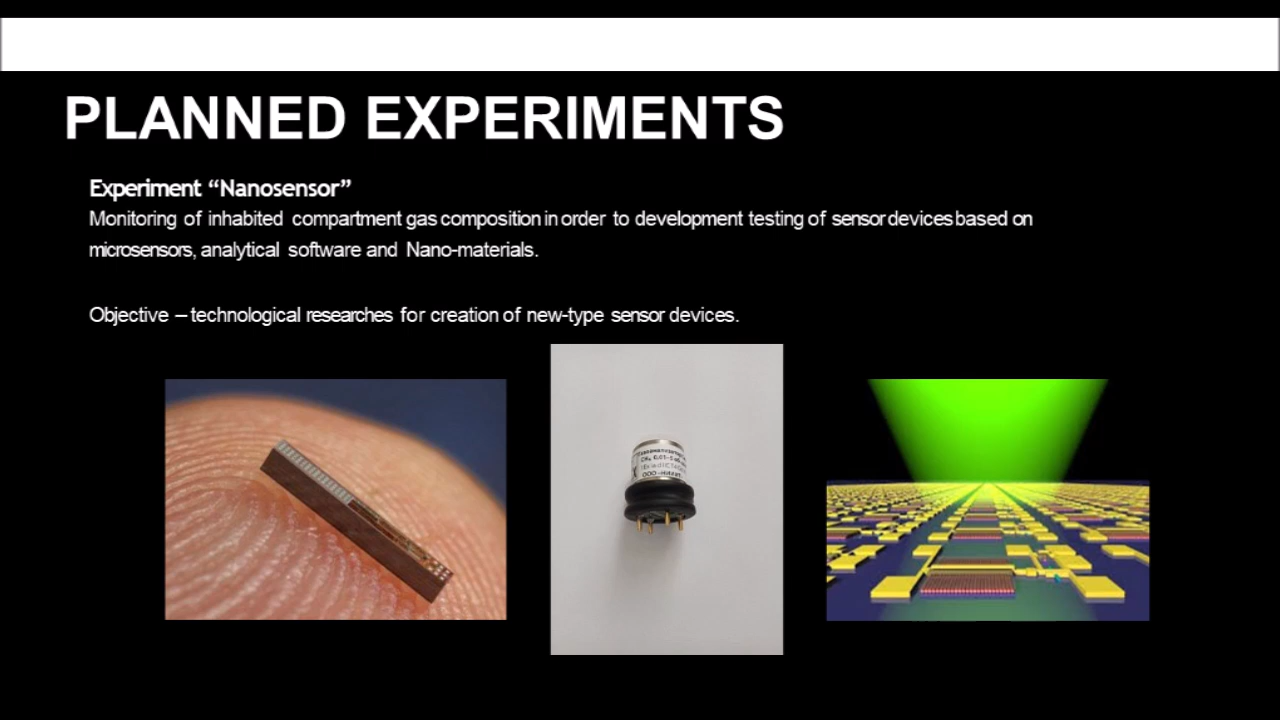 PLANNED EXPERIMENTS
Experiment “Nanosensor”
Monitoring of inhabited compartment gas composition in order to development testing of sensor devices based on
microsensors, analytical software and Nano-materials.
Objective – technological researches for creation of new-type sensor devices.